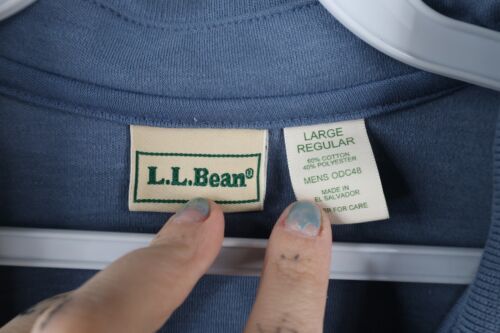 L.L.Bean®
LARGE
REGULAR
60% COTTON
40% POLYESTER
MENS ODC48
MADE IN
EL SALVADOR
FOR CARE